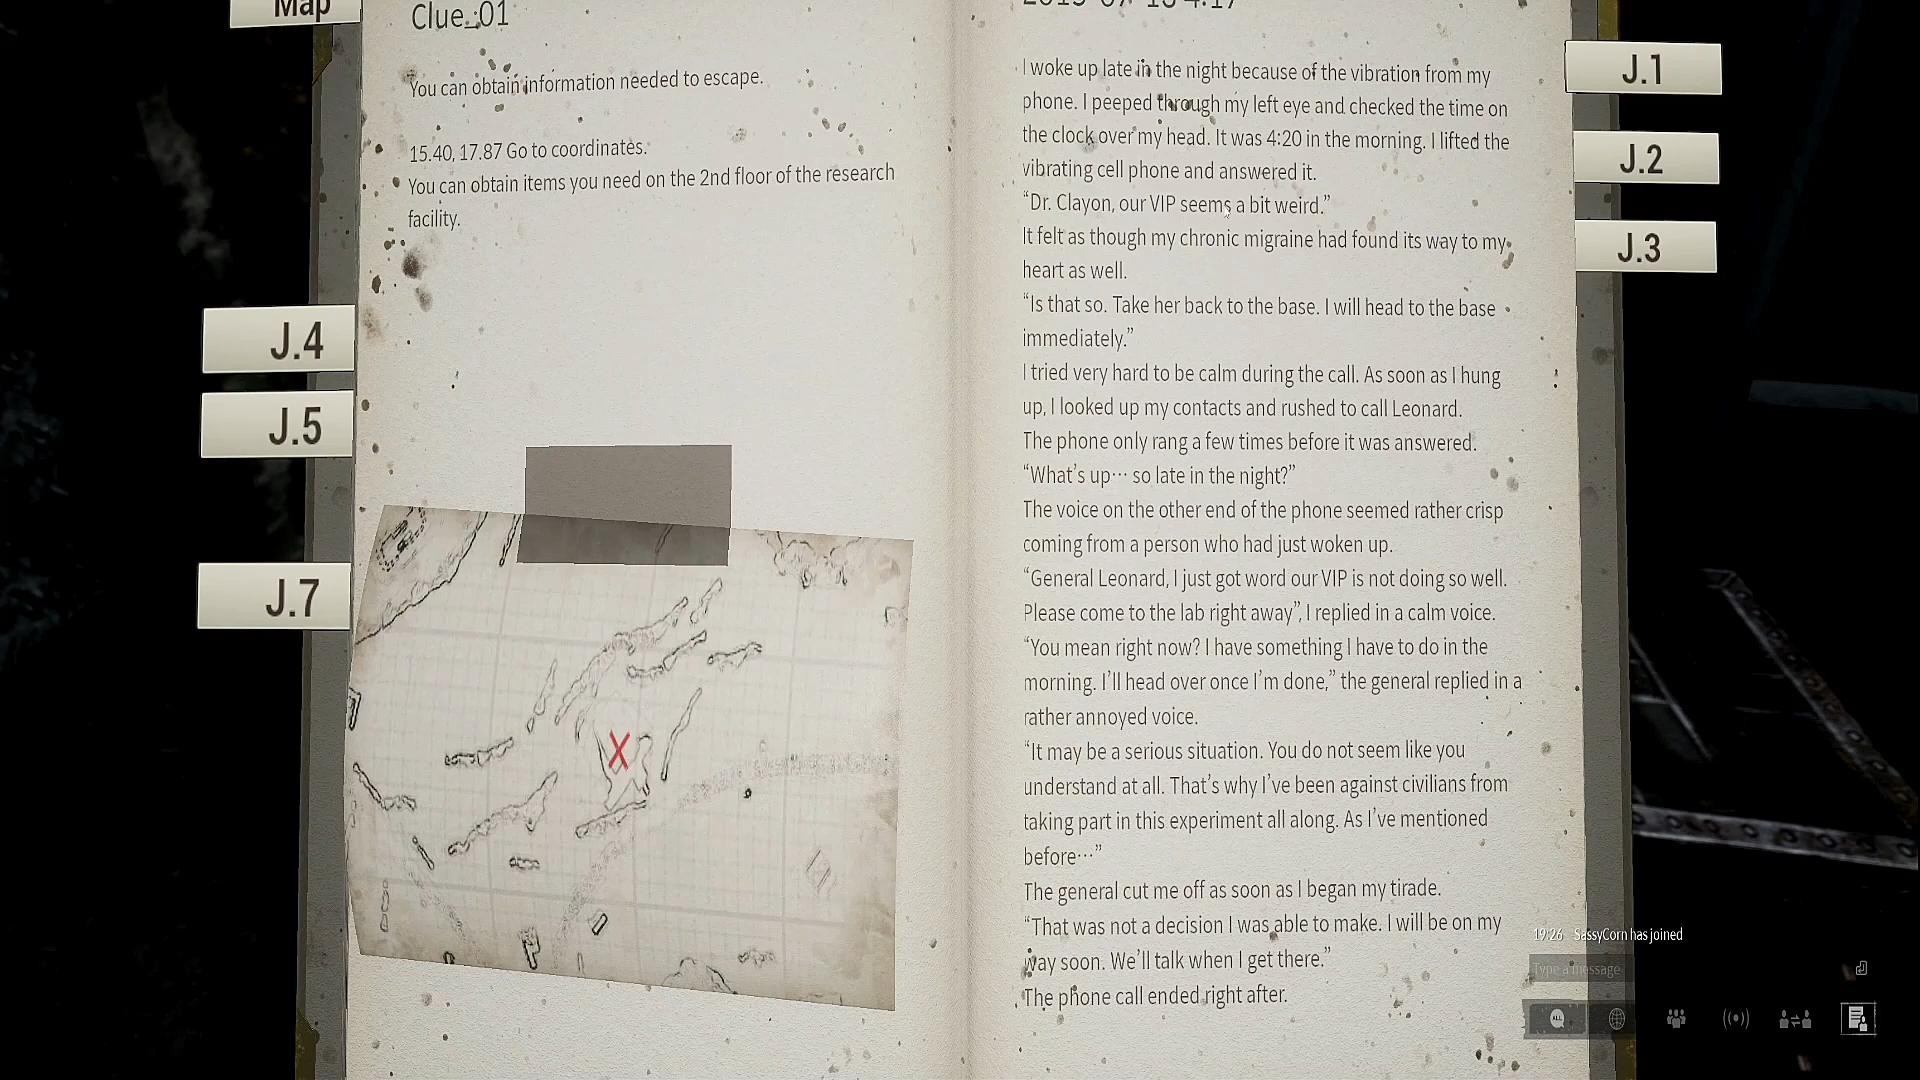 Map
Clue_01
You can obtain information needed to escape.
15.40, 17.87 Go to coordinates.
You can obtain items you need on the 2nd floor of the research
facility.
J.4
J.5
J.7
I woke up late in the night because of the vibration from my
phone. I peeped through my left eye and checked the time on
the clock over my head. It was 4:20 in the morning. I lifted the
vibrating cell phone and answered it.
“Dr. Clayon, our VIP seems a bit weird.”
It felt as though my chronic migraine had found its way to my
heart as well.
“Is that so. Take her back to the base. I will head to the base
immediately.”
I tried very hard to be calm during the call. As soon as I hung
up, I looked up my contacts and rushed to call Leonard.
The phone only rang a few times before it was answered.
“What’s up… so late in the night?”
The voice on the other end of the phone seemed rather crisp
coming from a person who had just woken up.
“General Leonard, I just got word our VIP is not doing so well.
Please come to the lab right away”, I replied in a calm voice.
“You mean right now? I have something I have to do in the
morning. I’ll head over once I’m done,” the general replied in a
rather annoyed voice.
“It may be a serious situation. You do not seem like you
understand at all. That’s why I’ve been against civilians from
taking part in this experiment all along. As I’ve mentioned
before…”
The general cut me off as soon as I began my tirade.
“That was not a decision I was able to make. I will be on my
way soon. We’ll talk when I get there.”
The phone call ended right after.
J.1
J.2
J.3
19:26 SassyCorn has joined
Type a message
ALL